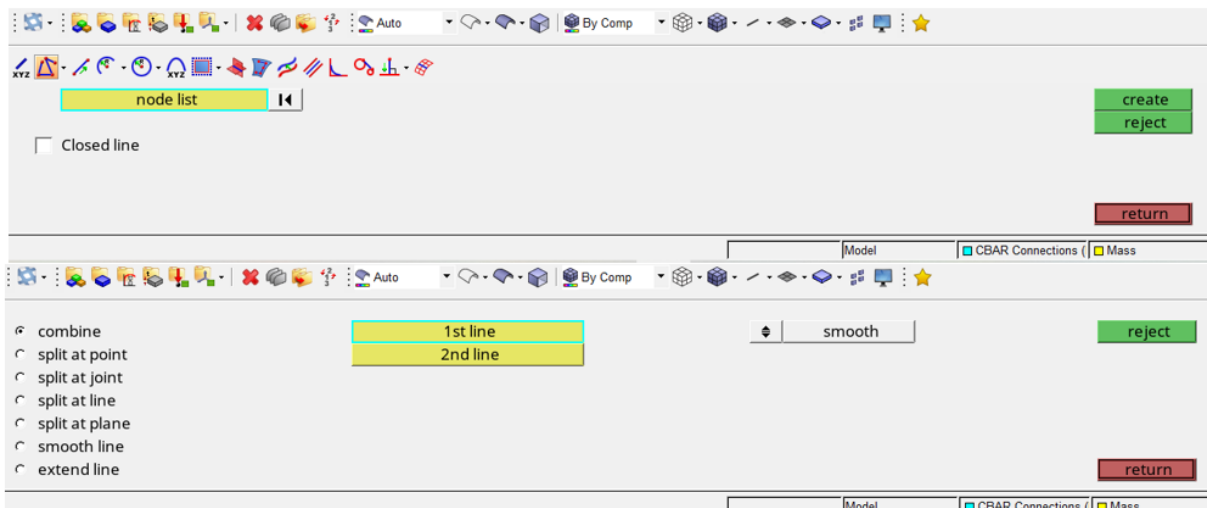 Auto By Comp
XYZ XYZ
node list create
reject
Closed line
return
Model CBAR Connections ( Mass
Auto By Comp
combine 1st line smooth reject
split at point 2nd line
split at joint
split at line
split at plane
smooth line
extend line return
Model CBAR Connections ( Mass